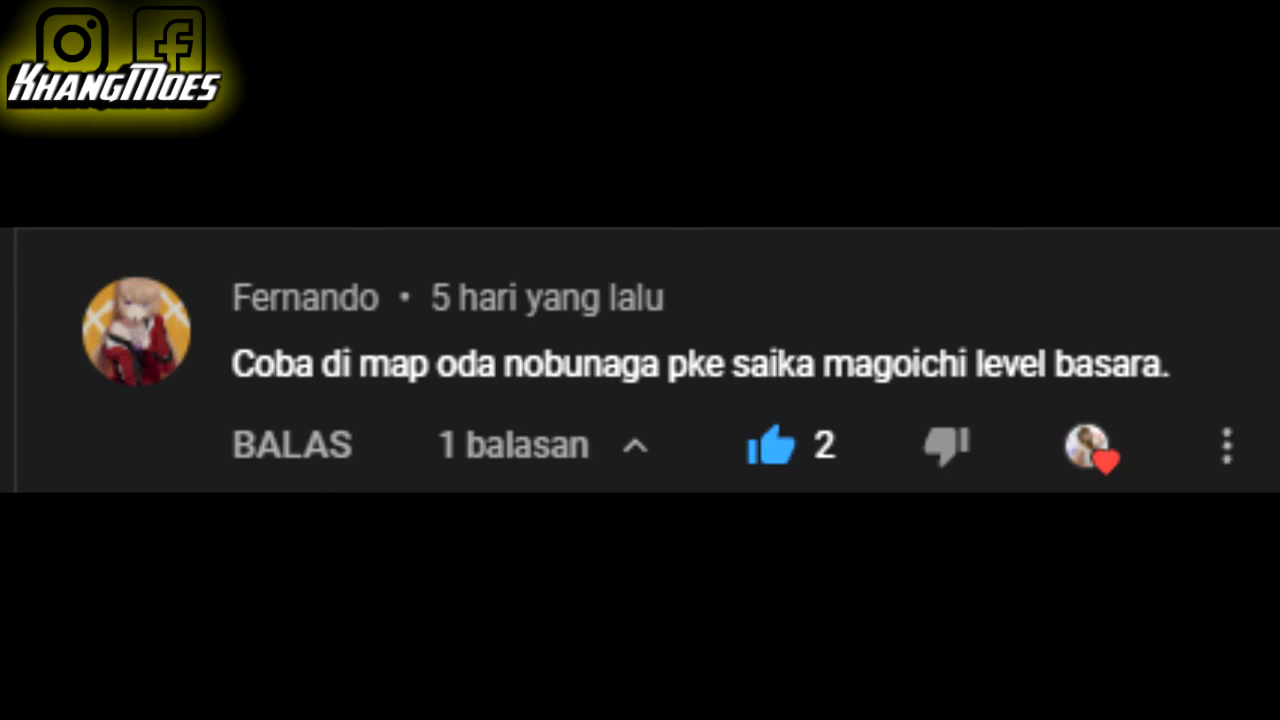 KHANGMOES
Fernando • 5 hari yang lalu
Coba di map oda nobunaga pke saika magoichi level basara.
BALAS 1 balasan 2